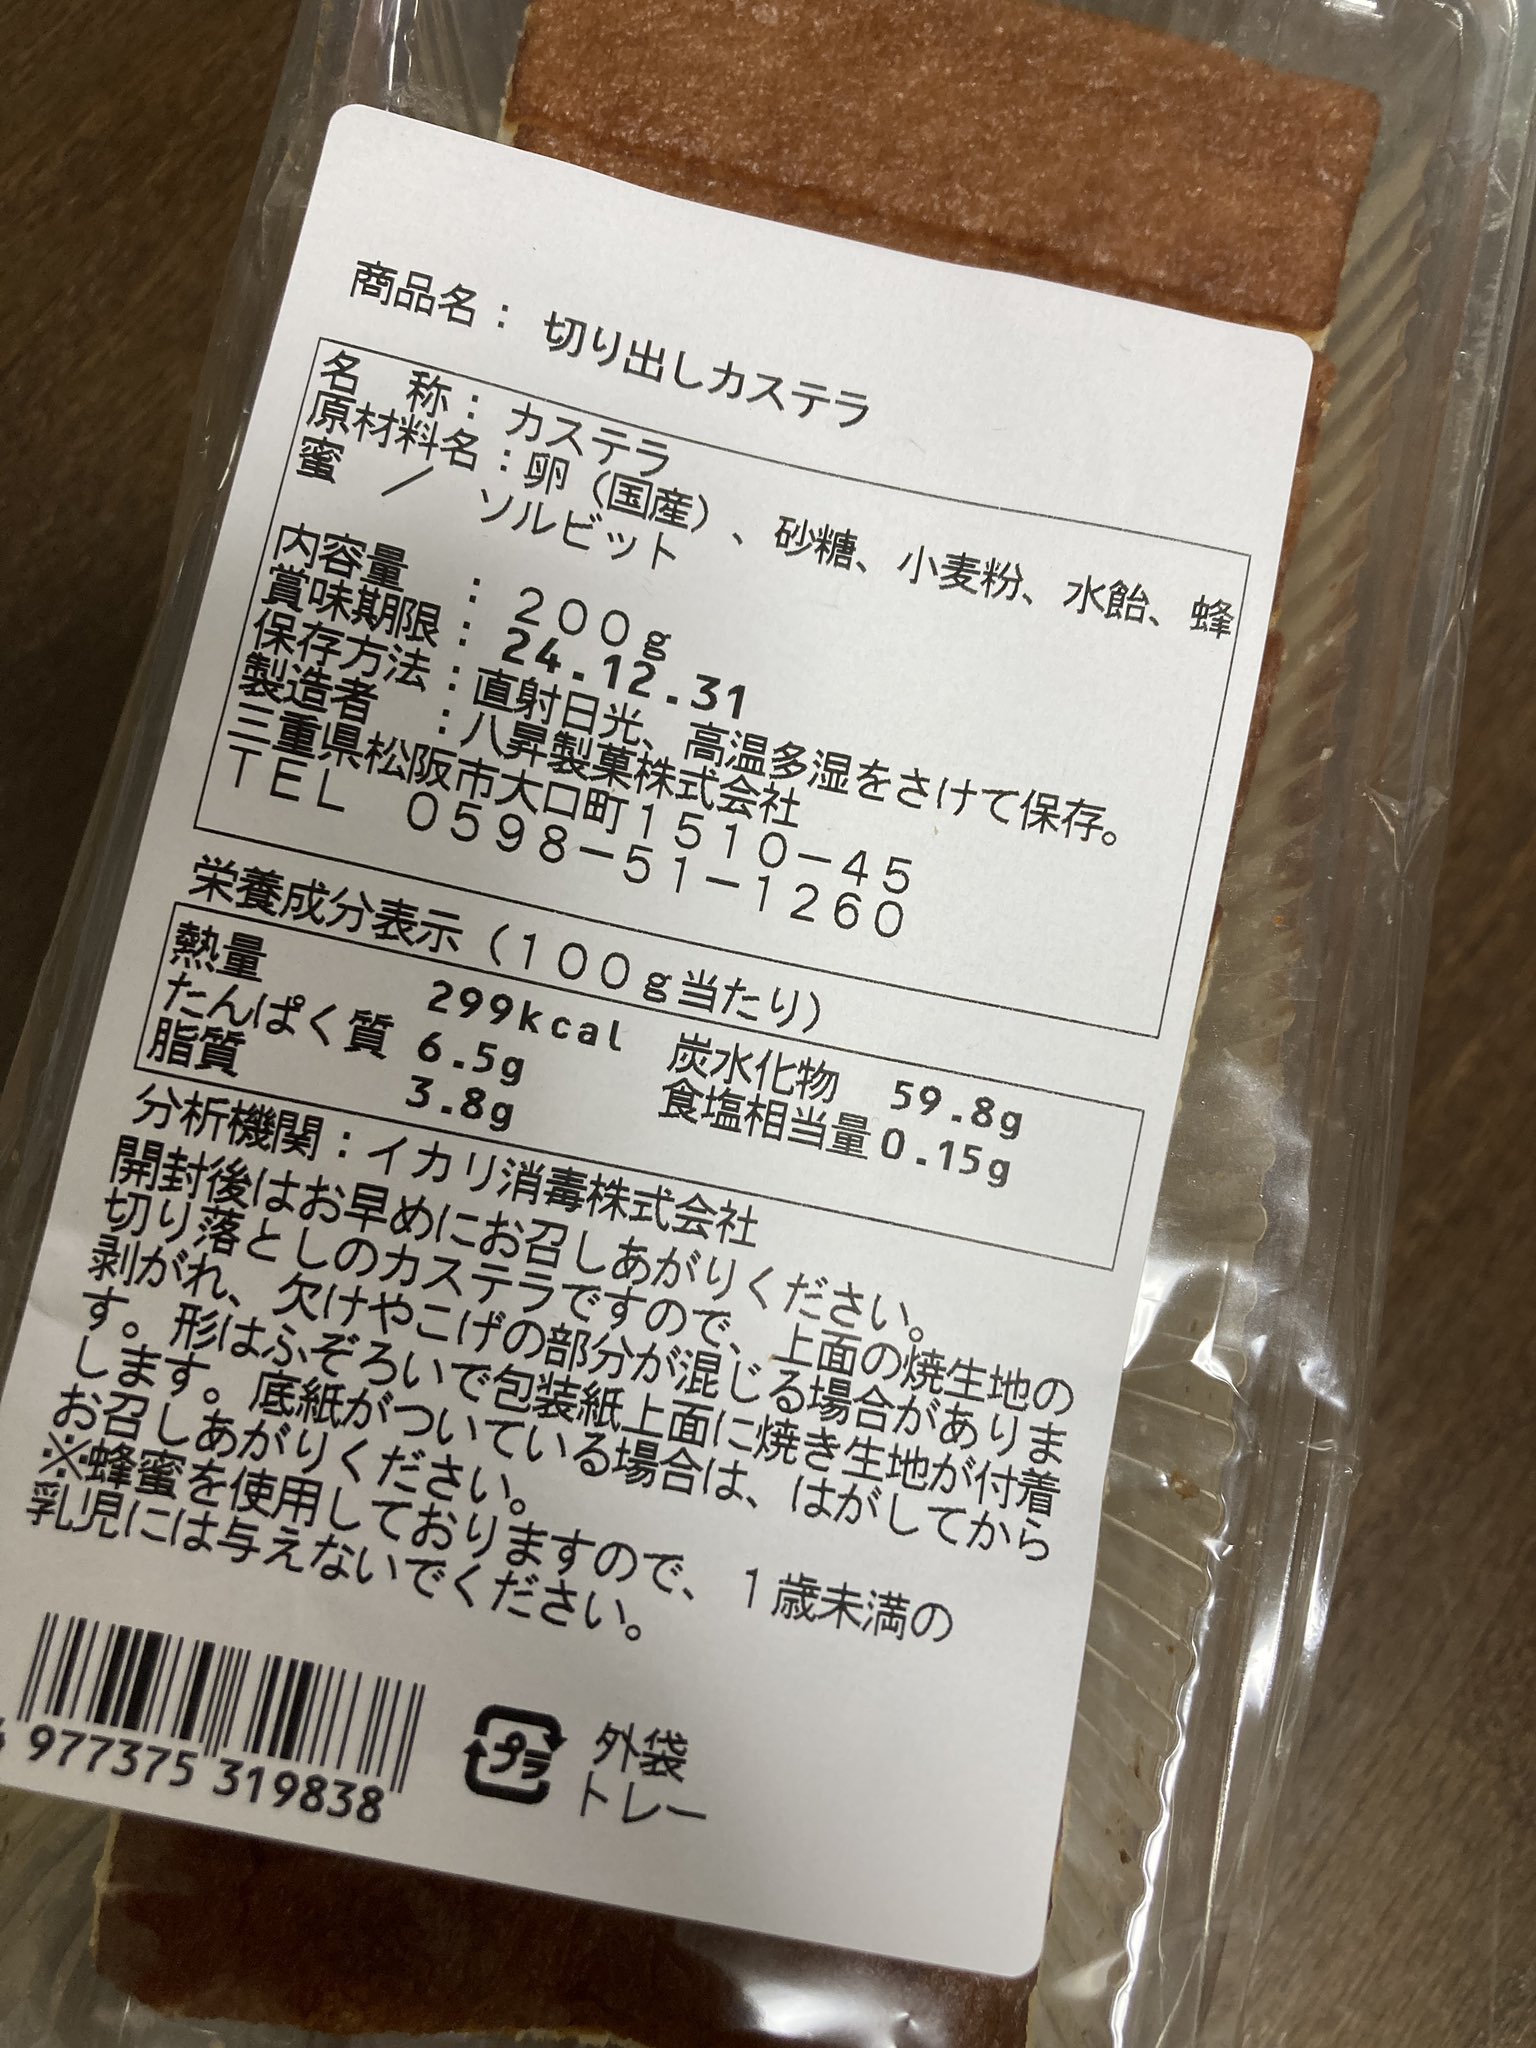 商品名：切り出しカステラ
名　称：カステラ
原材料名：卵（国産）、砂糖、小麦粉、水飴、蜂
蜜　／　ソルビット
内容量　：２００ｇ
賞味期限：24.12.31
保存方法：直射日光、高温多湿をさけて保存。
製造者　：八昇製菓株式会社
三重県松阪市大口町１５１０－４５
ＴＥＬ　０５９８－５１－１２６０
栄養成分表示（１００ｇ当たり）
熱量　299kcal　炭水化物　59.8g
たんぱく質　6.5g　食塩相当量0.15g
脂質　3.8g
分析機関：イカリ消毒株式会社
開封後はお早めにお召しあがりください。
切り落としのカステラですので、上面の焼生地の
剥がれ、欠けやこげの部分が混じる場合がありま
す。形はふぞろいで包装紙上面に焼き生地が付着
します。底紙がついている場合は、はがしてから
お召しあがりください。
※蜂蜜を使用しておりますので、１歳未満の
乳児には与えないでください。
977375 319838
プラ　外袋
トレー